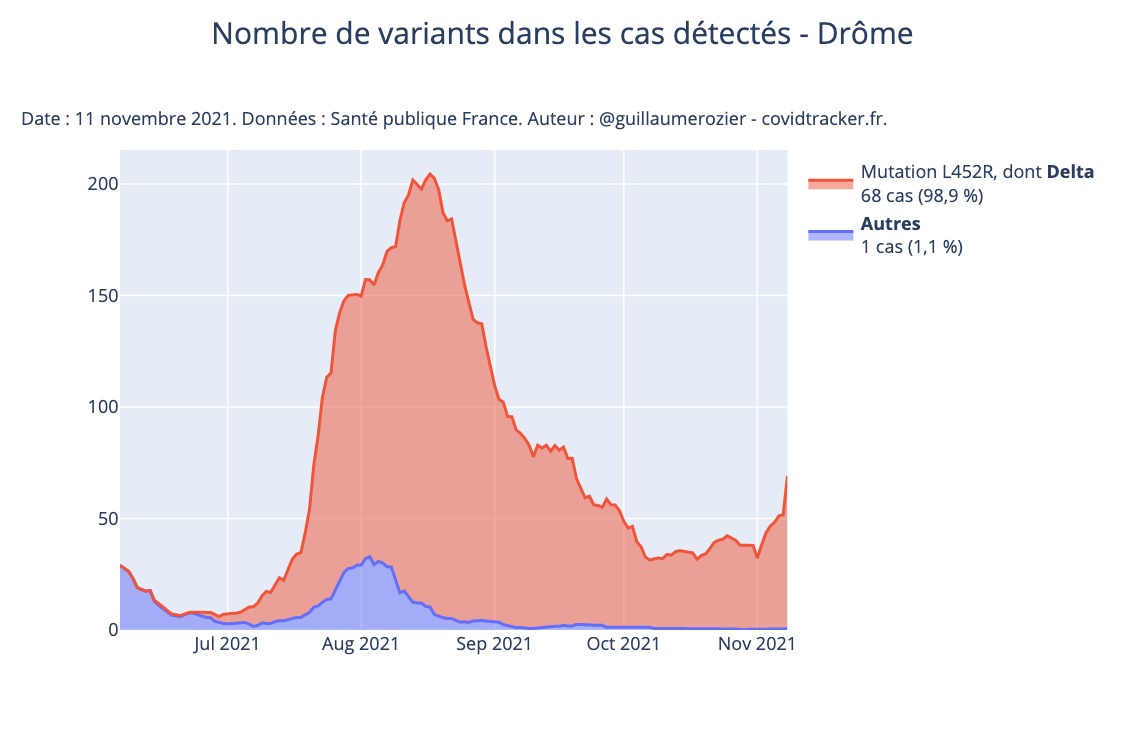 Nombre de variants dans les cas détectés - Drôme
Date : 11 novembre 2021. Données : Santé publique France. Auteur : @guillaumerozier - covidtracker.fr.
Mutation L452R, dont Delta
68 cas (98,9 %)
Autres
1 cas (1,1 %)
200
150
100
50
0
Jul 2021
Aug 2021
Sep 2021
Oct 2021
Nov 2021